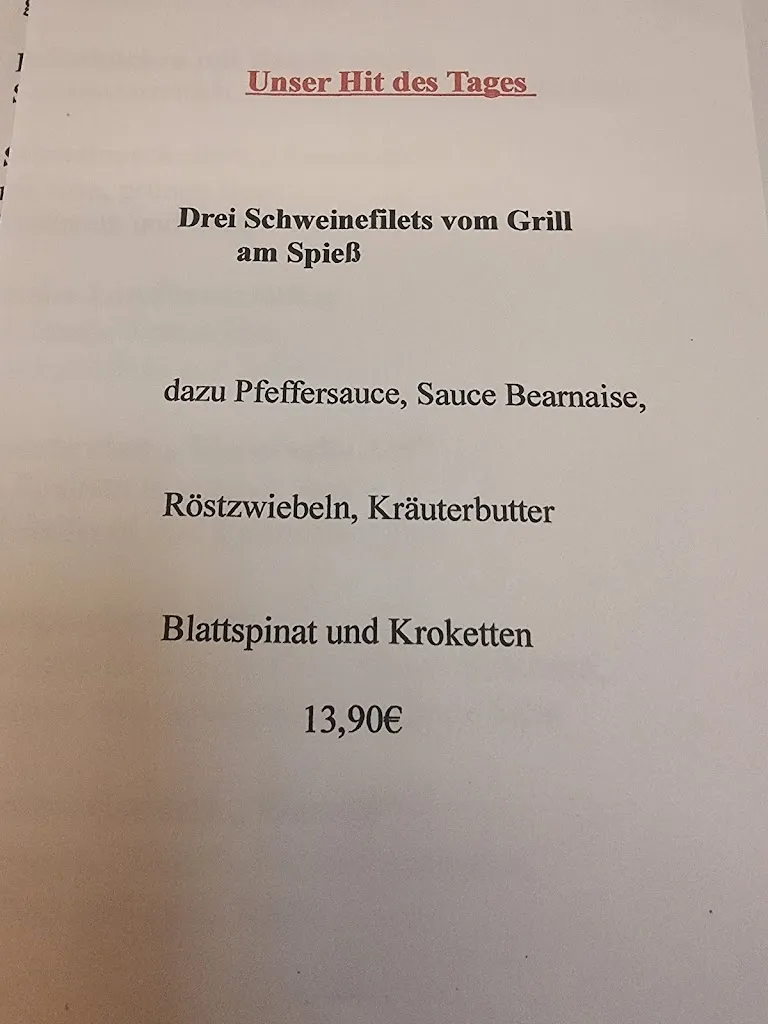 Unser Hit des Tages
Drei Schweinefilets vom Grill
am Spieß
dazu Pfeffersauce, Sauce Bearnaise,
Röstzwiebeln, Kräuterbutter
Blattspinat und Kroketten
13,90€